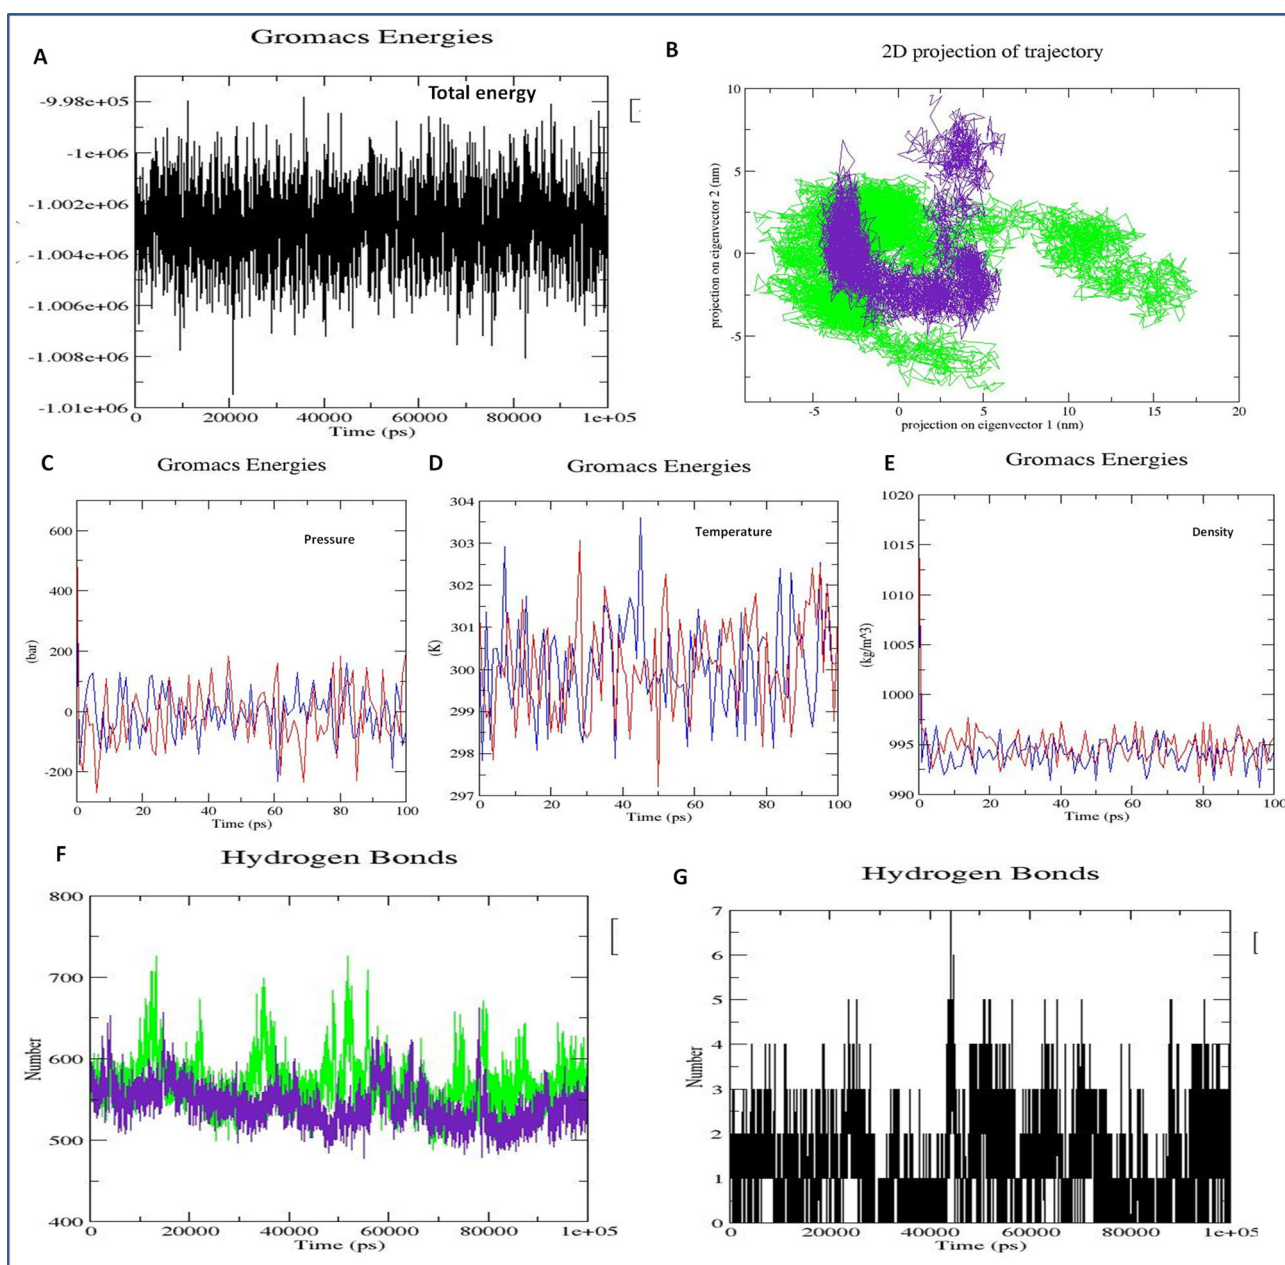 A
Gromacs Energies
Total energy
-9.98e+05
-1e+06
-1.002e+06
-1.004e+06
-1.006e+06
-1.008e+06
-1.01e+06
0 20000 40000 60000 80000 1e+05
Time (ps)
B
2D projection of trajectory
projection on eigenvector 2 (nm)
10
5
0
-5
-5 0 5 10 15 20
projection on eigenvector 1 (nm)
C
Gromacs Energies
Pressure
(bar)
600
400
200
0
-200
0 20 40 60 80 100
Time (ps)
D
Gromacs Energies
Temperature
(K)
304
303
302
301
300
299
298
297
0 20 40 60 80 100
Time (ps)
E
Gromacs Energies
Density
(kg/m^3)
1020
1015
1010
1005
1000
995
990
0 20 40 60 80 100
Time (ps)
F
Hydrogen Bonds
Number
800
700
600
500
400
0 20000 40000 60000 80000 1e+05
Time (ps)
G
Hydrogen Bonds
Number
7
6
5
4
3
2
1
0
0 20000 40000 60000 80000 1e+05
Time (ps)